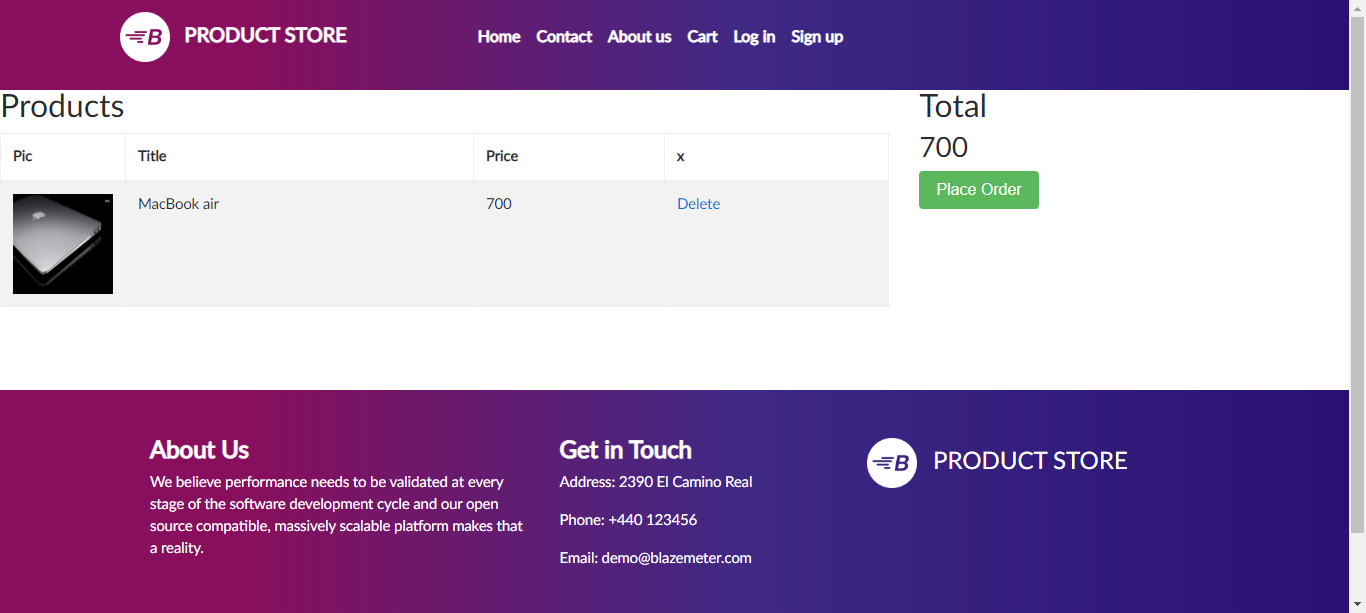 B PRODUCT STORE Home Contact About us Cart Log in Sign up
Products
Pic Title Price x
MacBook air 700 Delete
Total
700
Place Order
About Us
We believe performance needs to be validated at every
stage of the software development cycle and our open
source compatible, massively scalable platform makes that
a reality.
Get in Touch
Address: 2390 El Camino Real
Phone: +440 123456
Email: demo@blazemeter.com
B PRODUCT STORE